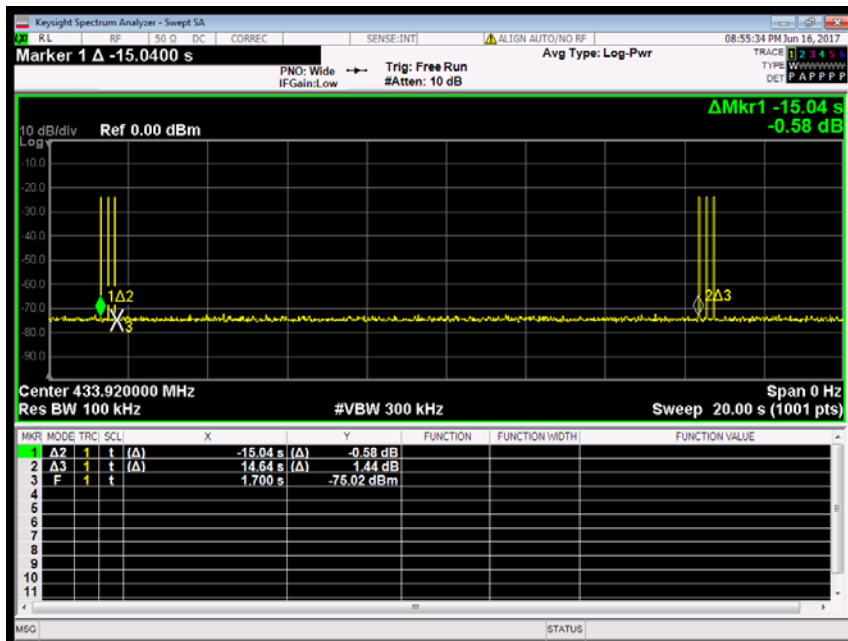 Keysight Spectrum Analyzer - Swept SA
RL RF 50 Ω DC CORREC SENSE:INT ALIGN AUTO/NO RF 08:55:34 PM Jun 16, 2017
Marker 1 Δ -15.0400 s
PNO: Wide
IFGain:Low
Trig: Free Run
#Atten: 10 dB
Avg Type: Log-Pwr
TRACE 1 2 3 4 5 6
TYPE W
DET P A P P P P
ΔMkr1 -15.04 s
-0.58 dB
10 dB/div Ref 0.00 dBm
Log
-10.0
-20.0
-30.0
-40.0
-50.0
-60.0
-70.0
-80.0
-90.0
1Δ2
3
2Δ3
Center 433.920000 MHz Span 0 Hz
Res BW 100 kHz #VBW 300 kHz Sweep 20.00 s (1001 pts)
MKR MODE TRC SCL X Y FUNCTION FUNCTION WIDTH FUNCTION VALUE
1 Δ2 1 t (Δ) -15.04 s (Δ) -0.58 dB
2 Δ3 1 t (Δ) 14.64 s (Δ) 1.44 dB
3 F 1 t 1.700 s -75.02 dBm
4
5
6
7
8
9
10
11
MSG STATUS